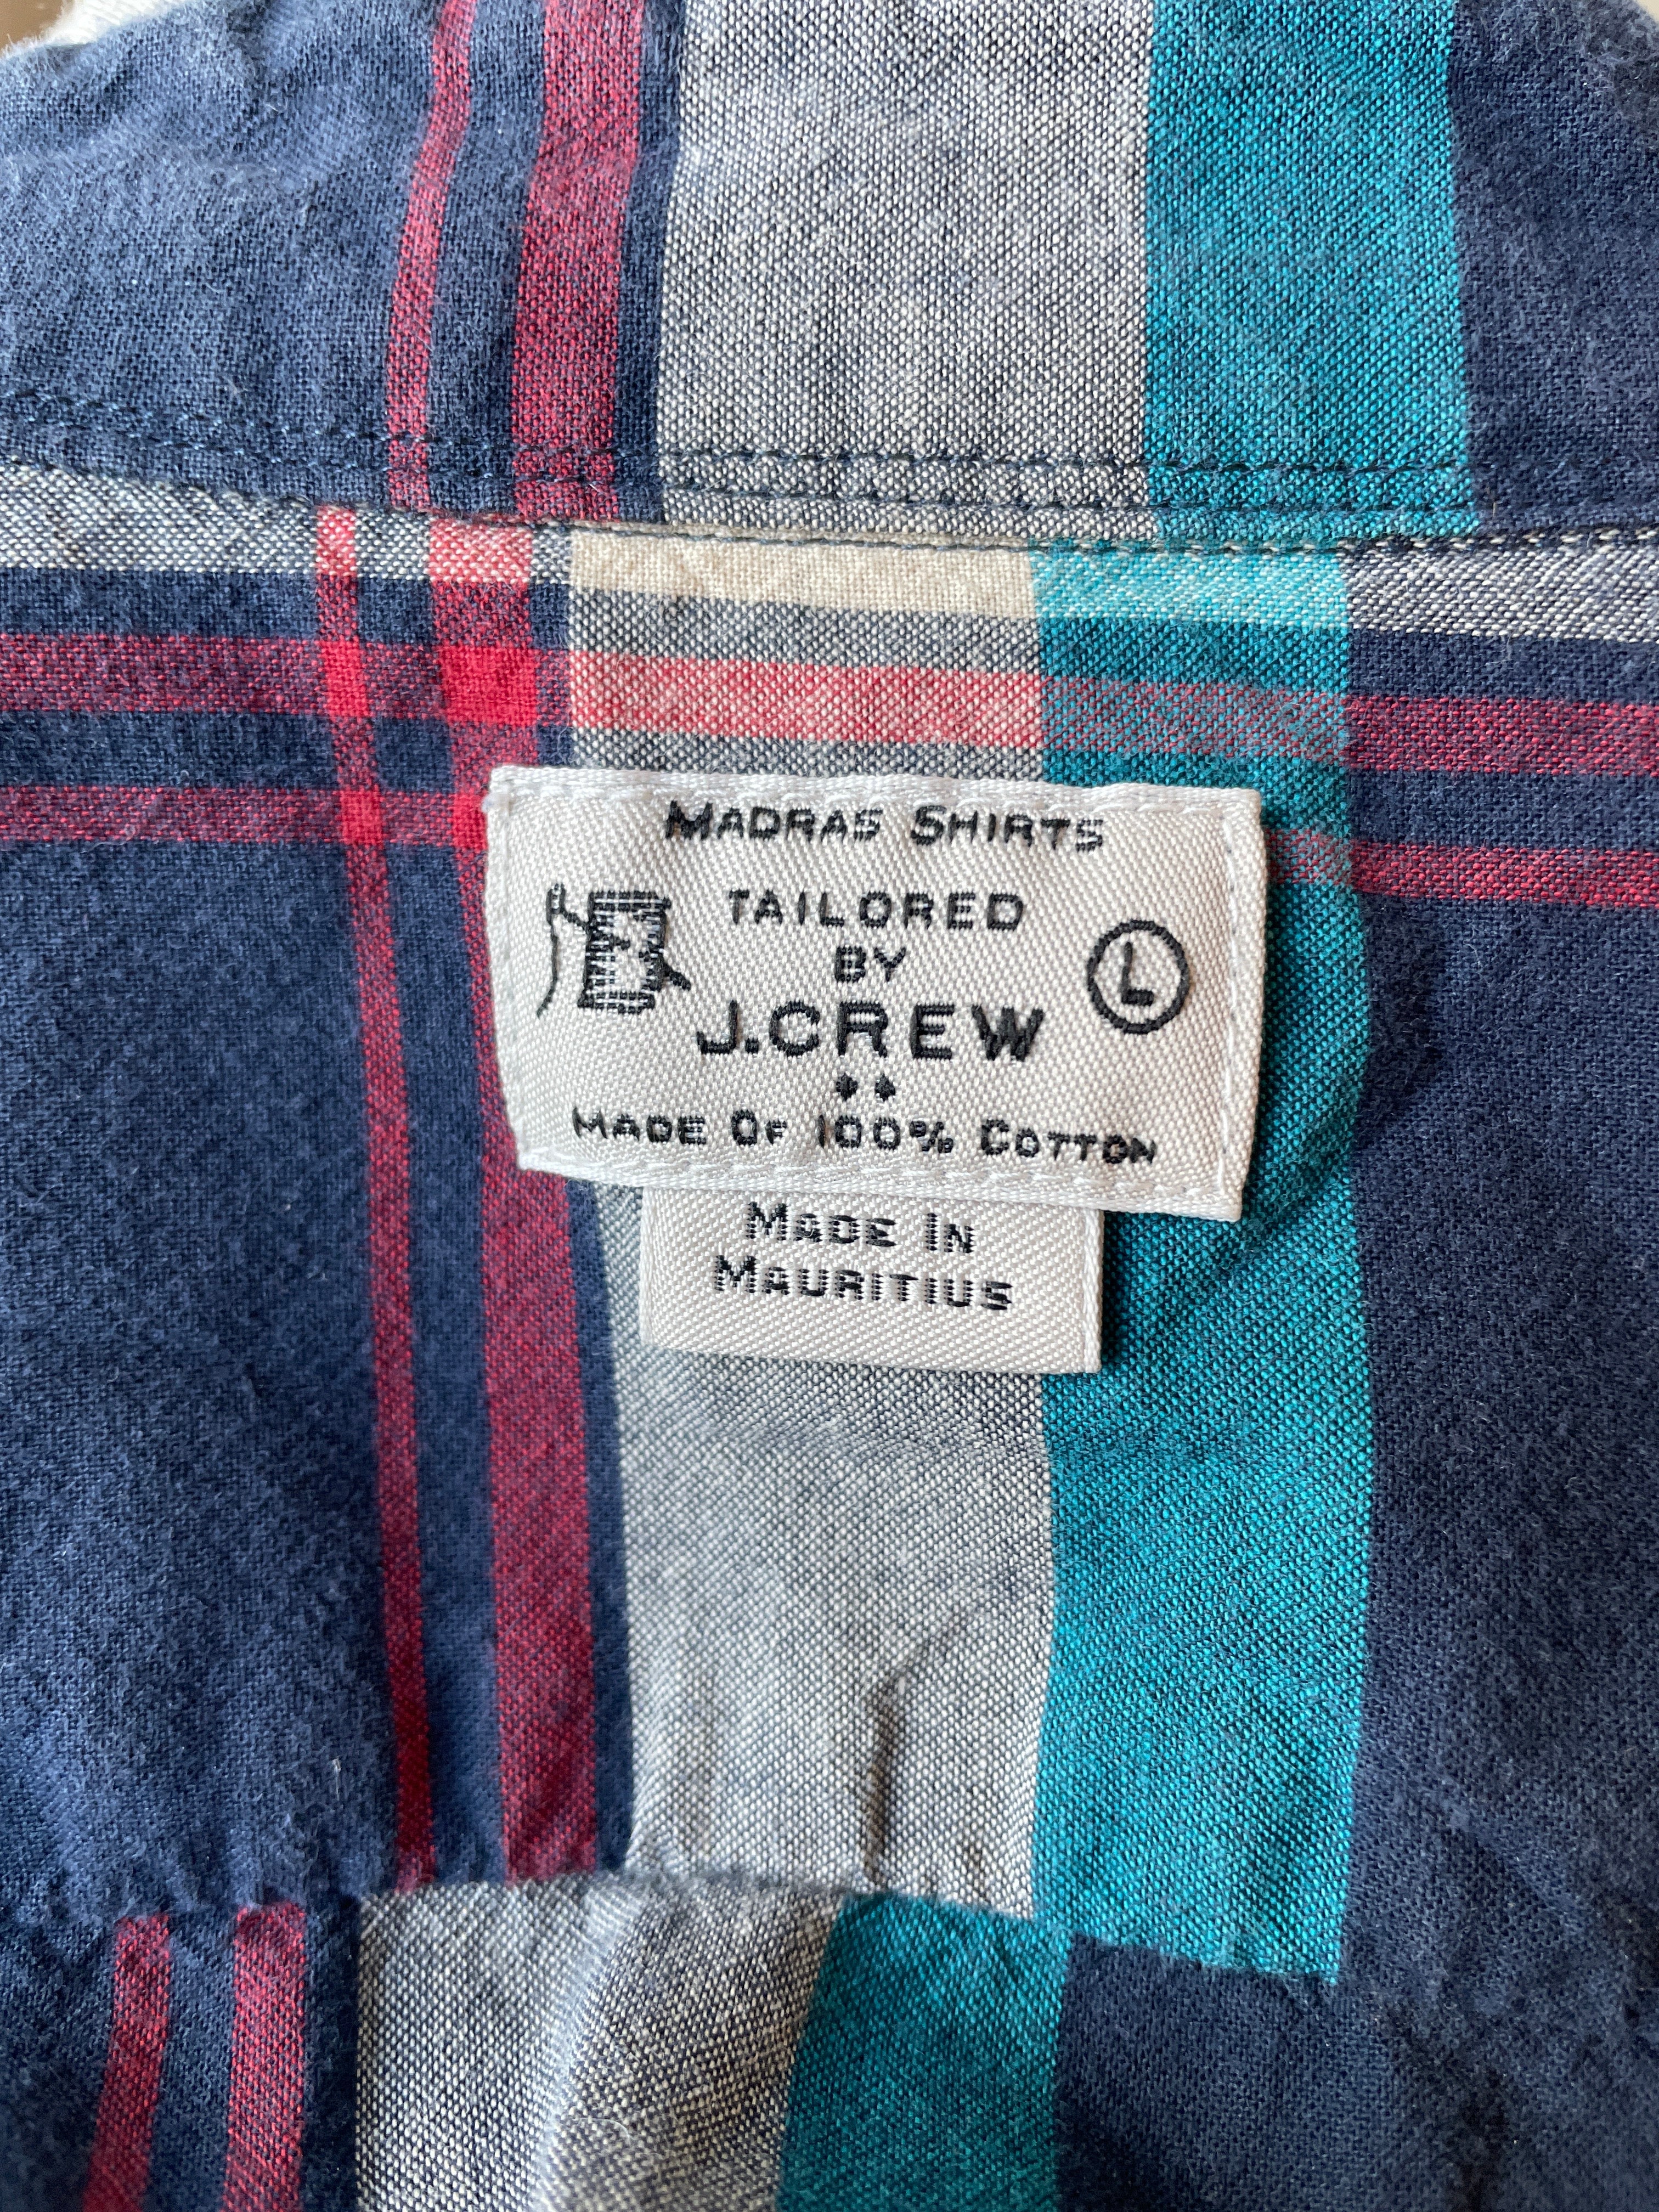 MADRAS SHIRTS
TAILORED
BY
J.CREW
L
MADE OF 100% COTTON
MADE IN
MAURITIUS